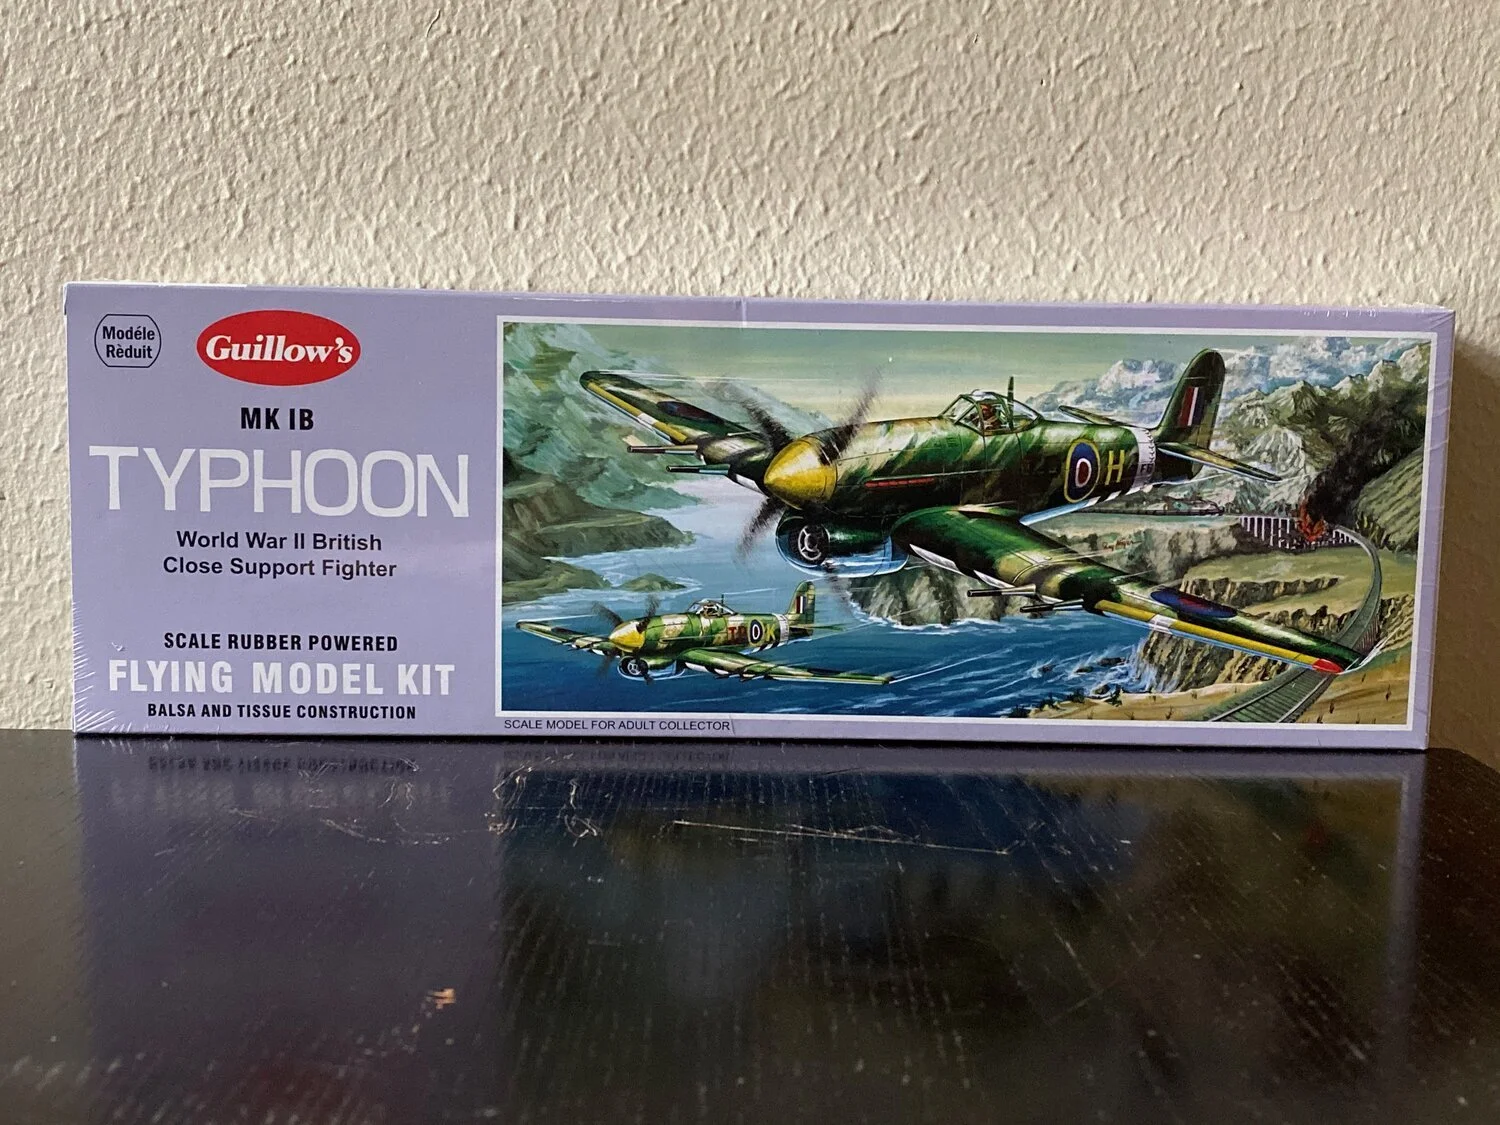 Modéle
Rèduit
Guillow's
MK IB
TYPHOON
World War II British
Close Support Fighter
SCALE RUBBER POWERED
FLYING MODEL KIT
BALSA AND TISSUE CONSTRUCTION
H
K
SCALE MODEL FOR ADULT COLLECTOR